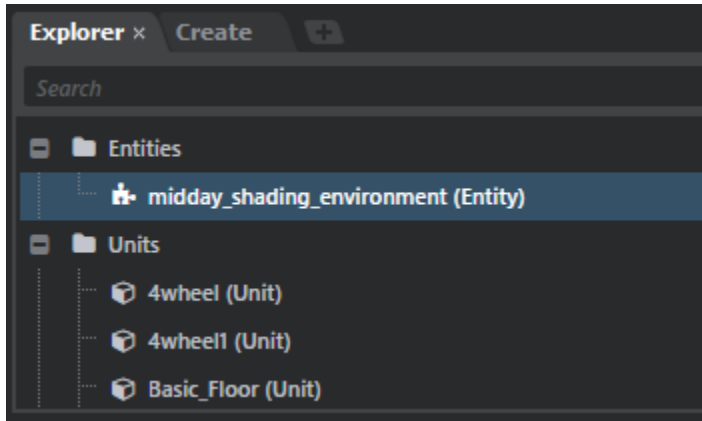 Explorer × Create
Search
Entities
midday_shading_environment (Entity)
Units
4wheel (Unit)
4wheel1 (Unit)
Basic_Floor (Unit)